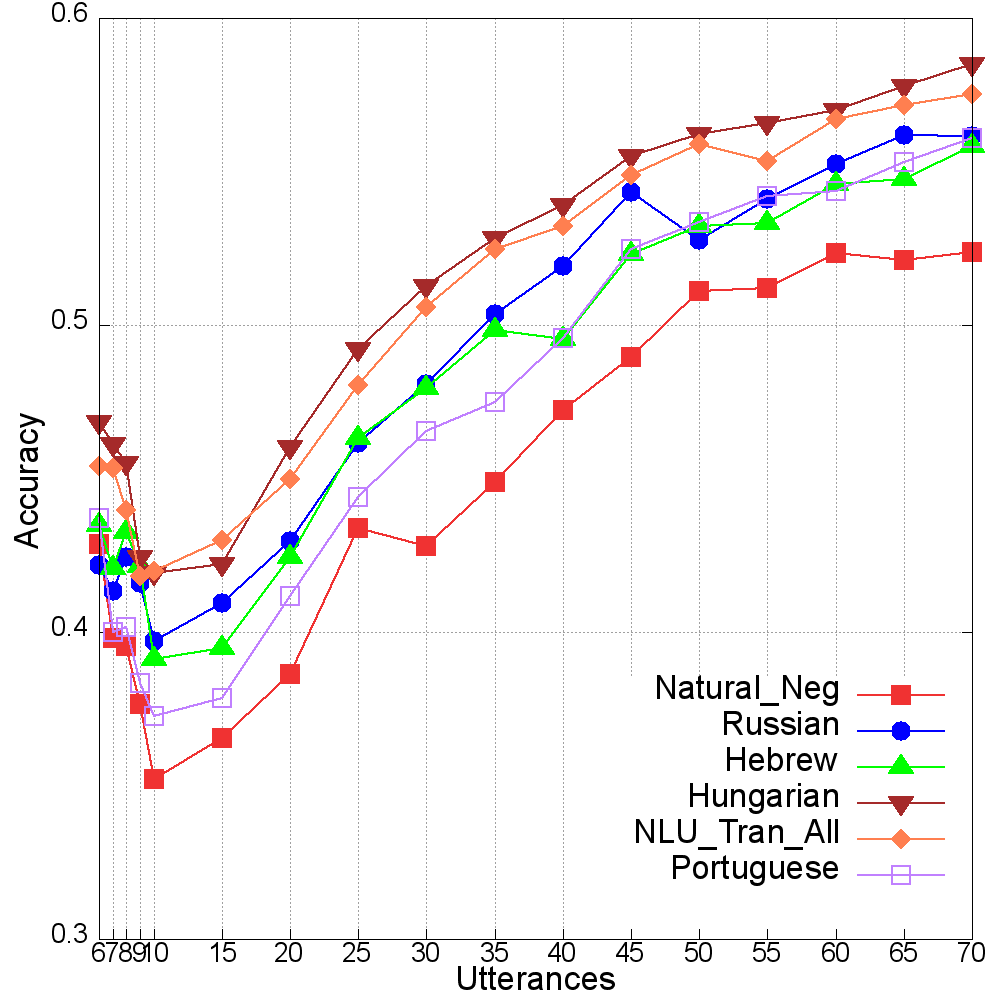 0.6
0.5
0.4
0.3
Accuracy
Natural_Neg
Russian
Hebrew
Hungarian
NLU_Tran_All
Portuguese
6 7 8 9 10 15 20 25 30 35 40 45 50 55 60 65 70
Utterances